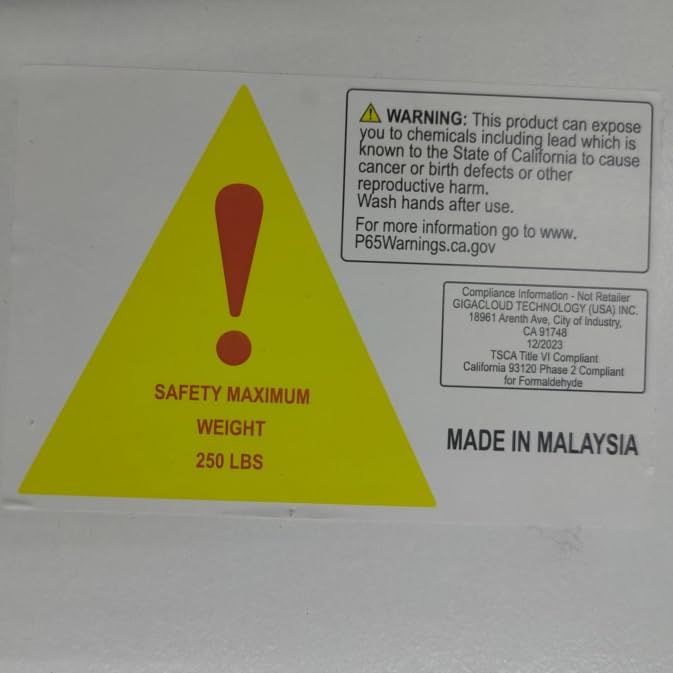 SAFETY MAXIMUM
WEIGHT
250 LBS
WARNING: This product can expose
you to chemicals including lead which is
known to the State of California to cause
cancer or birth defects or other
reproductive harm.
Wash hands after use.
For more information go to www.
P65Warnings.ca.gov
Compliance information - Not Retailer
GIGACLOUD TECHNOLOGY (USA) INC.
18961 Arenth Ave, City of Industry,
CA 91748
12/2023
TSCA Title VI Compliant
California 93120 Phase 2 Compliant
for Formaldehyde
MADE IN MALAYSIA